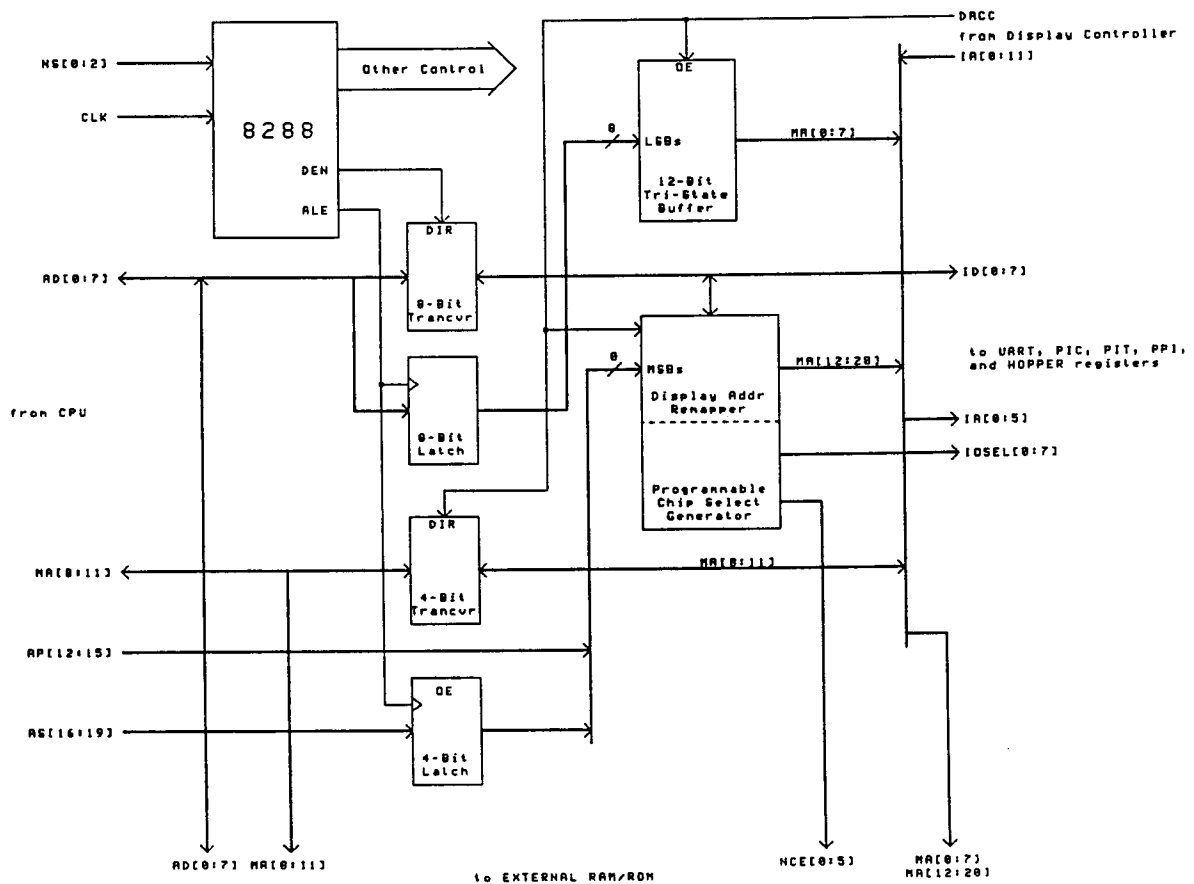 DACC
from Display Controller
IA[0:11]
NS[0:2]
Other Control
OE
CLK
8288
8
LSBs
MA[0:7]
DEN
12-Bit
Tri-State
Buffer
ALE
DIR
AD[0:7]
ID[0:7]
8-Bit
Trancvr
8
MSBs
MA[12:20]
to UART, PIC, PIT, PPI,
and HOPPER registers
Display Addr
Remapper
from CPU
IA[0:5]
8-Bit
Latch
IOSEL[0:7]
Programmable
Chip Select
Generator
DIR
MA[8:11]
MA[8:11]
4-Bit
Trancvr
AP[12:15]
OE
AS[16:19]
4-Bit
Latch
AD[0:7]
MA[8:11]
NCE[0:5]
MA[0:7]
MA[12:20]
to EXTERNAL RAM/ROM